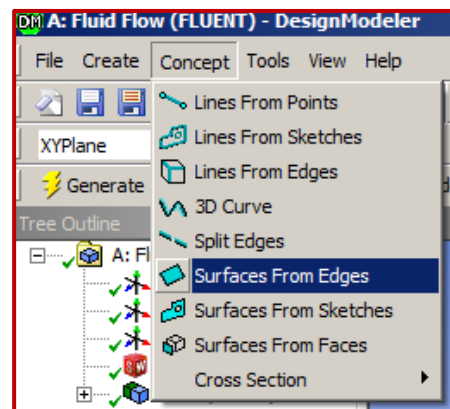 DM A: Fluid Flow (FLUENT) - DesignModeler
File Create Concept Tools View Help
Lines From Points
XYPlane
Lines From Sketches
Lines From Edges
Generate
3D Curve
Tree Outline
Split Edges
A: Fl
Surfaces From Edges
Surfaces From Sketches
Surfaces From Faces
Cross Section